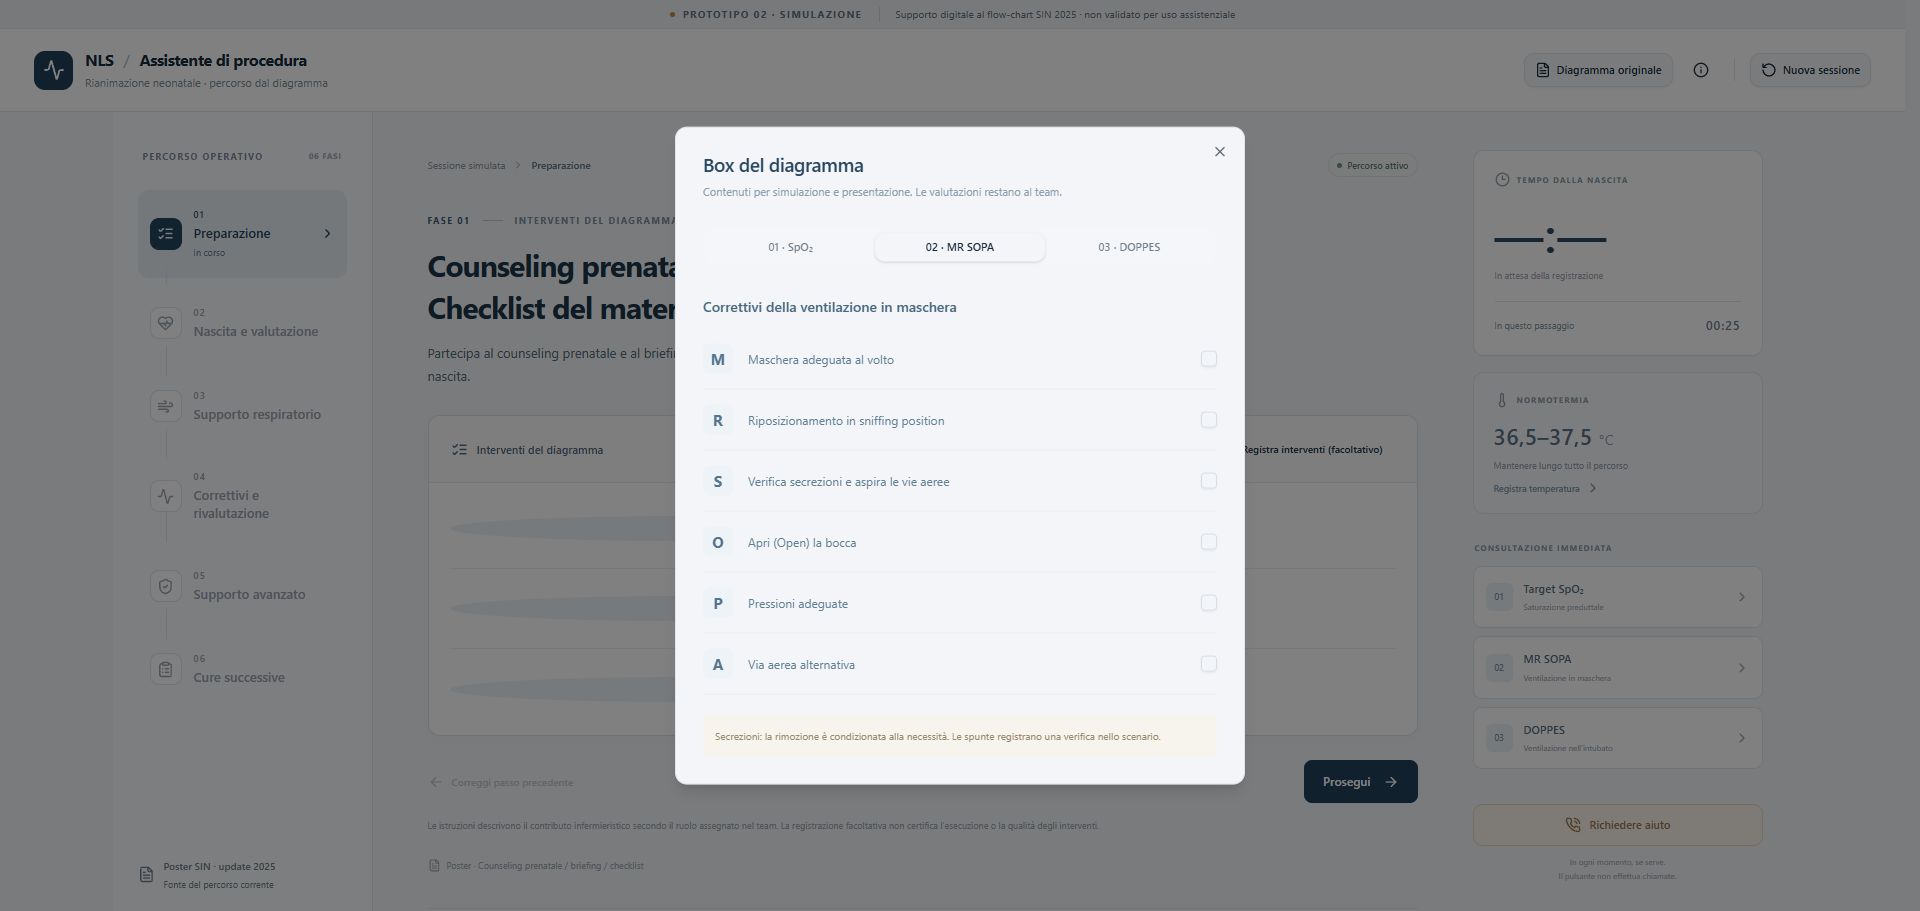 PROTOTIPO 02 · SIMULAZIONE
Supporto digitale al flow-chart SIN 2025 · non validato per uso assistenziale
NLS / Assistente di procedura
Rianimazione neonatale · percorso dal diagramma
Diagramma originale
Nuova sessione
PERCORSO OPERATIVO
06 FASI
01
Preparazione
in corso
02
Nascita e valutazione
03
Supporto respiratorio
04
Correttivi e
rivalutazione
05
Supporto avanzato
06
Cure successive
Poster SIN · update 2025
Fonte del percorso corrente
Sessione simulata > Preparazione
Percorso attivo
FASE 01 — INTERVENTI DEL DIAGRAMMA
Counseling prenata
Checklist del mater
Partecipa al counseling prenatale e al briefin
nascita.
Interventi del diagramma
Registra interventi (facoltativo)
Correggi passo precedente
Prosegui
Le istruzioni descrivono il contributo infermieristico secondo il ruolo assegnato nel team. La registrazione facoltativa non certifica l'esecuzione o la qualità degli interventi.
Poster · Counseling prenatale / briefing / checklist
Box del diagramma
Contenuti per simulazione e presentazione. Le valutazioni restano al team.
01 · SpO₂
02 · MR SOPA
03 · DOPPES
Correttivi della ventilazione in maschera
M Maschera adeguata al volto
R Riposizionamento in sniffing position
S Verifica secrezioni e aspira le vie aeree
O Apri (Open) la bocca
P Pressioni adeguate
A Via aerea alternativa
Secrezioni: la rimozione è condizionata alla necessità. Le spunte registrano una verifica nello scenario.
TEMPO DALLA NASCITA
—:—
In attesa della registrazione
In questo passaggio 00:25
NORMOTERMIA
36,5–37,5 °C
Mantenere lungo tutto il percorso
Registra temperatura
CONSULTAZIONE IMMEDIATA
01
Target SpO₂
Saturazione preduttale
02
MR SOPA
Ventilazione in maschera
03
DOPPES
Ventilazione nell'intubato
Richiedere aiuto
In ogni momento, se serve.
Il pulsante non effettua chiamate.